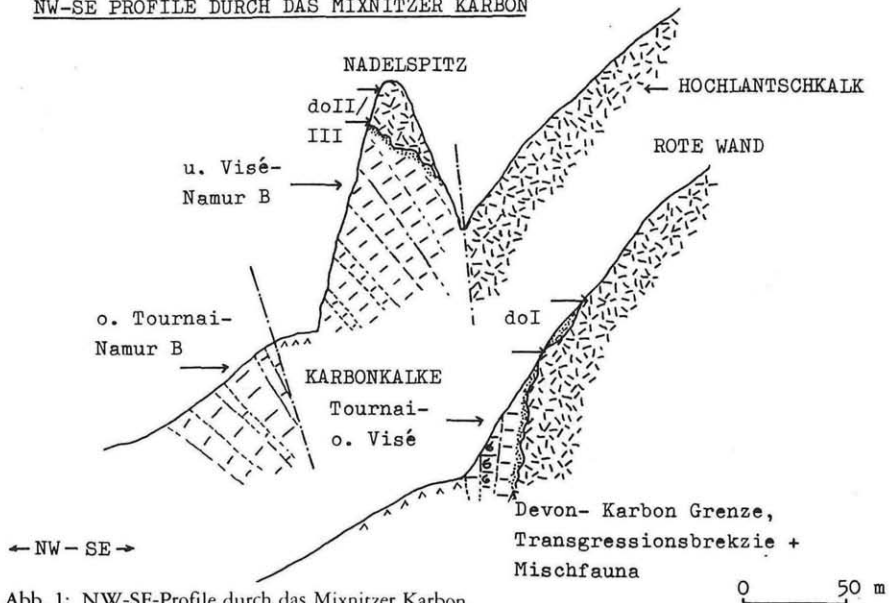 NW-SE PROFILE DURCH DAS MIXNITZER KARBON
NADELSPITZ
doII/
III
HOCHLANTSCHKALK
ROTE WAND
u. Visé-
Namur B
o. Tournai-
Namur B
doI
KARBONKALKE
Tournai-
o. Visé
Devon- Karbon Grenze,
Transgressionsbrekzie +
Mischfauna
NW – SE
0 50 m
Abb. 1: NW-SE-Profile durch das Mixnitzer Karbon